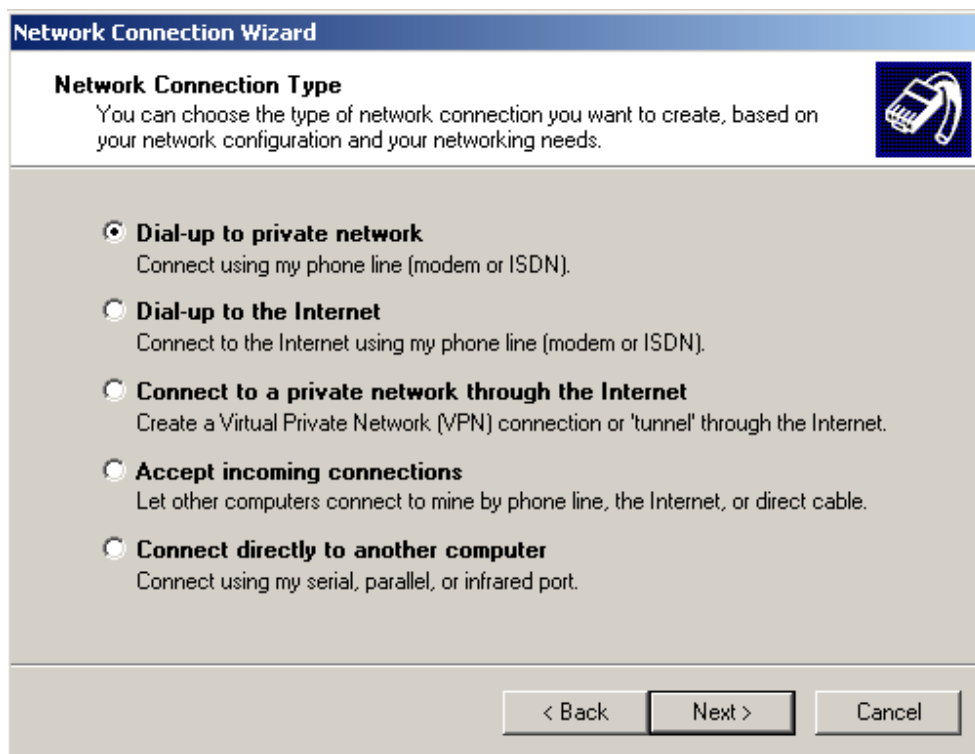 Network Connection Wizard
Network Connection Type
You can choose the type of network connection you want to create, based on
your network configuration and your networking needs.
Dial-up to private network
Connect using my phone line (modem or ISDN).
Dial-up to the Internet
Connect to the Internet using my phone line (modem or ISDN).
Connect to a private network through the Internet
Create a Virtual Private Network (VPN) connection or 'tunnel' through the Internet.
Accept incoming connections
Let other computers connect to mine by phone line, the Internet, or direct cable.
Connect directly to another computer
Connect using my serial, parallel, or infrared port.
< Back Next > Cancel